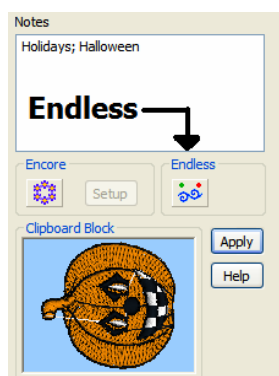 Notes
Holidays; Halloween
Endless
Encore
Endless
Setup
Clipboard Block
Apply
Help